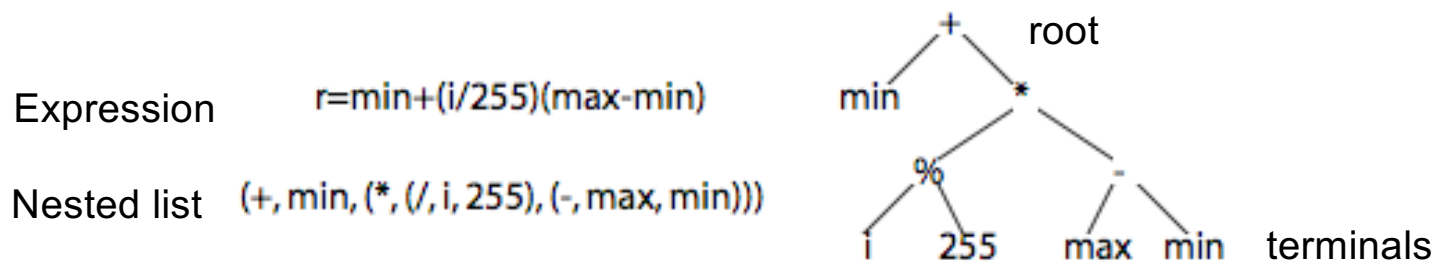 + root
Expression r=min+(i/255)(max-min) min *
%  -
Nested list (+, min, (*, (/, i, 255), (-, max, min)))
i 255 max min terminals